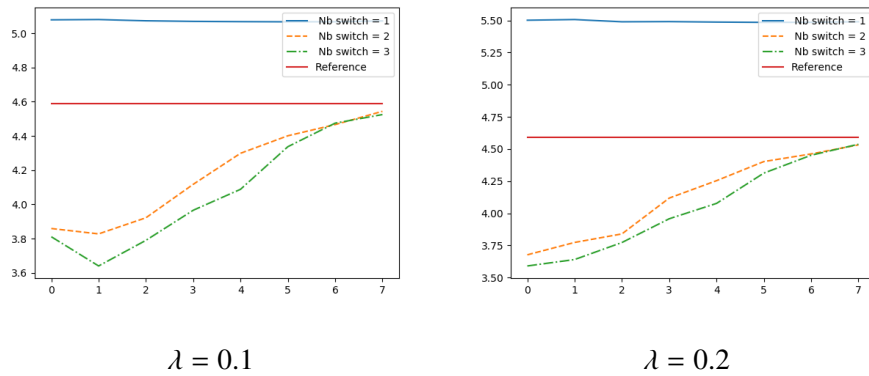 5.0
4.8
4.6
4.4
4.2
4.0
3.8
3.6
0 1 2 3 4 5 6 7
Nb switch = 1
Nb switch = 2
Nb switch = 3
Reference
λ = 0.1
5.50
5.25
5.00
4.75
4.50
4.25
4.00
3.75
3.50
0 1 2 3 4 5 6 7
Nb switch = 1
Nb switch = 2
Nb switch = 3
Reference
λ = 0.2